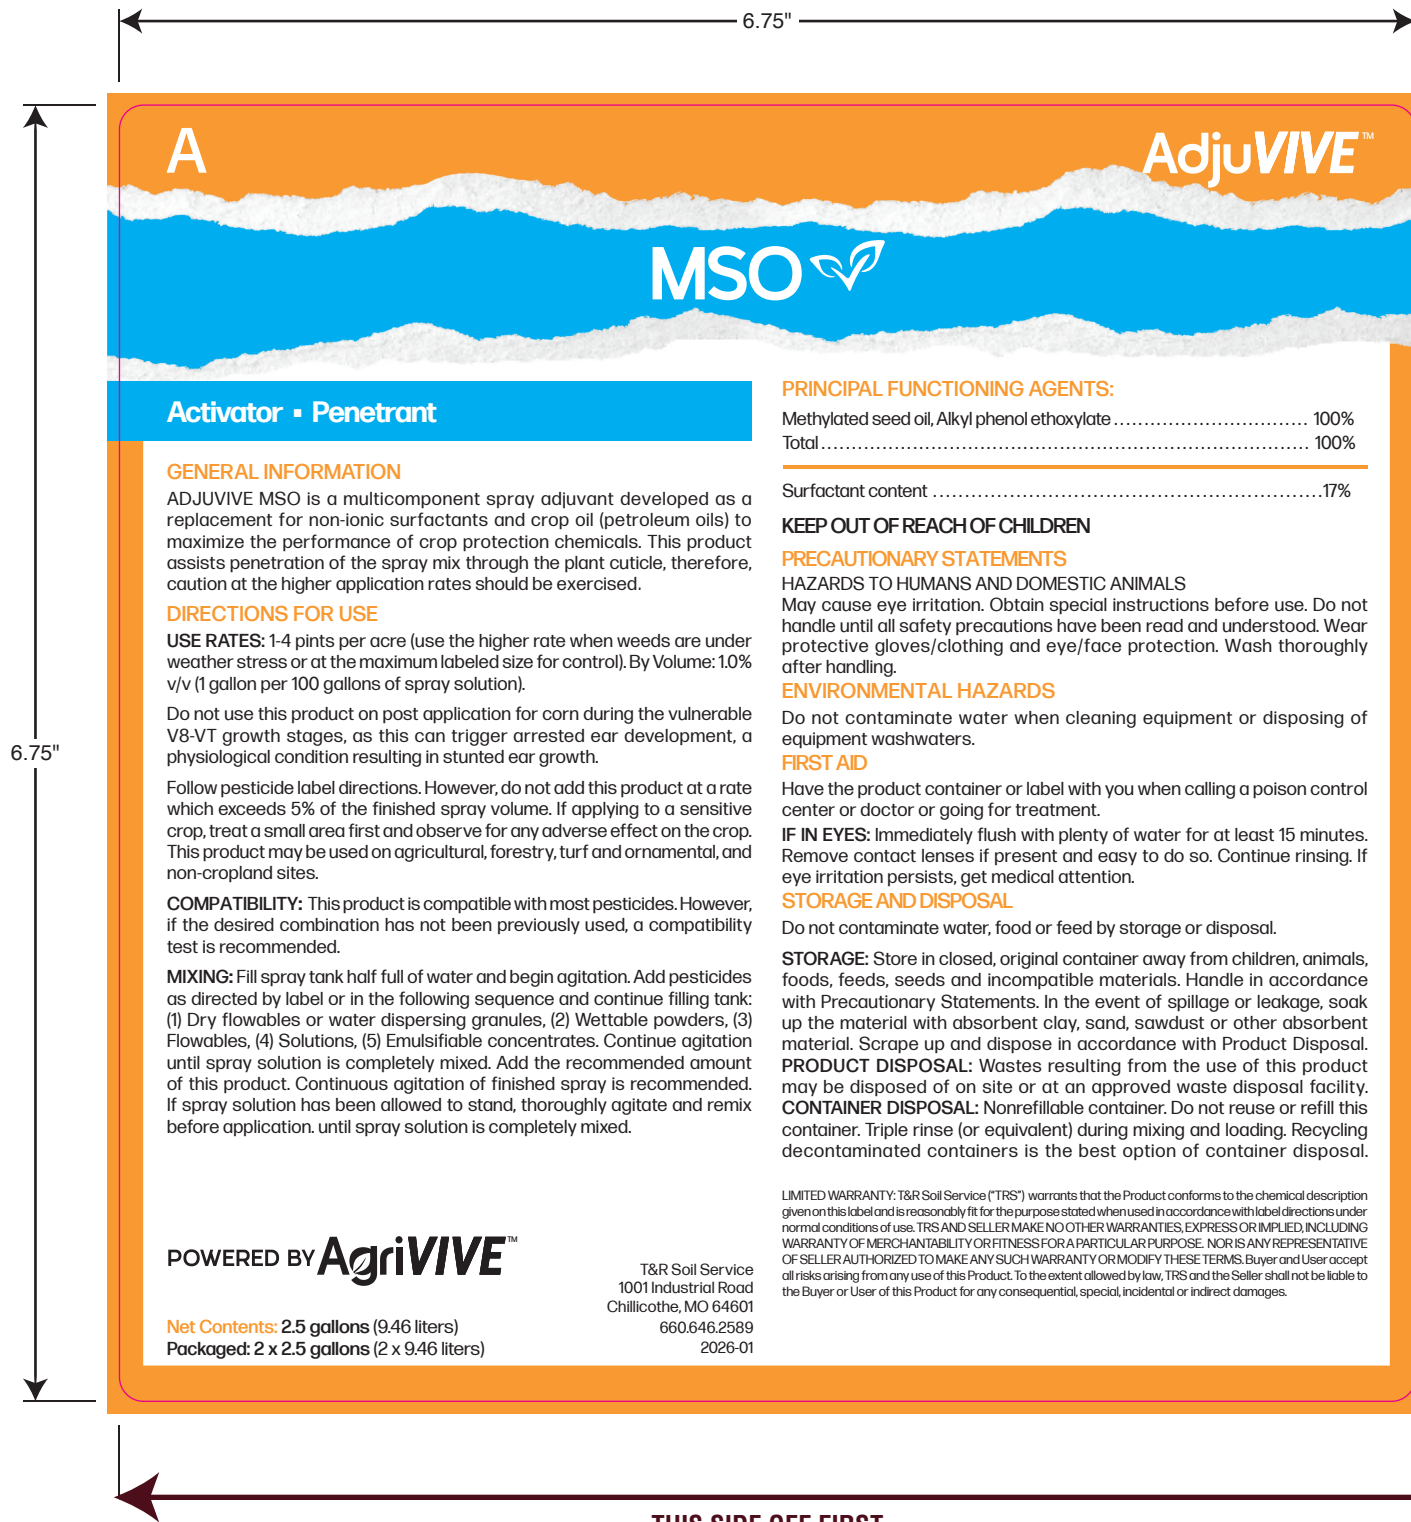 6.75"
6.75"
A
AdjuVIVE™
MSO
Activator ▪ Penetrant
GENERAL INFORMATION
ADJUVIVE MSO is a multicomponent spray adjuvant developed as a
replacement for non-ionic surfactants and crop oil (petroleum oils) to
maximize the performance of crop protection chemicals. This product
assists penetration of the spray mix through the plant cuticle, therefore,
caution at the higher application rates should be exercised.
DIRECTIONS FOR USE
USE RATES: 1-4 pints per acre (use the higher rate when weeds are under
weather stress or at the maximum labeled size for control). By Volume: 1.0%
v/v (1 gallon per 100 gallons of spray solution).
Do not use this product on post application for corn during the vulnerable
V8-VT growth stages, as this can trigger arrested ear development, a
physiological condition resulting in stunted ear growth.
Follow pesticide label directions. However, do not add this product at a rate
which exceeds 5% of the finished spray volume. If applying to a sensitive
crop, treat a small area first and observe for any adverse effect on the crop.
This product may be used on agricultural, forestry, turf and ornamental, and
non-cropland sites.
COMPATIBILITY: This product is compatible with most pesticides. However,
if the desired combination has not been previously used, a compatibility
test is recommended.
MIXING: Fill spray tank half full of water and begin agitation. Add pesticides
as directed by label or in the following sequence and continue filling tank:
(1) Dry flowables or water dispersing granules, (2) Wettable powders, (3)
Flowables, (4) Solutions, (5) Emulsifiable concentrates. Continue agitation
until spray solution is completely mixed. Add the recommended amount
of this product. Continuous agitation of finished spray is recommended.
If spray solution has been allowed to stand, thoroughly agitate and remix
before application. until spray solution is completely mixed.
POWERED BY AgriVIVE™
Net Contents: 2.5 gallons (9.46 liters)
Packaged: 2 x 2.5 gallons (2 x 9.46 liters)
T&R Soil Service
1001 Industrial Road
Chillicothe, MO 64601
660.646.2589
2026-01
PRINCIPAL FUNCTIONING AGENTS:
Methylated seed oil, Alkyl phenol ethoxylate ................................ 100%
Total ................................................................................ 100%
Surfactant content .............................................................17%
KEEP OUT OF REACH OF CHILDREN
PRECAUTIONARY STATEMENTS
HAZARDS TO HUMANS AND DOMESTIC ANIMALS
May cause eye irritation. Obtain special instructions before use. Do not
handle until all safety precautions have been read and understood. Wear
protective gloves/clothing and eye/face protection. Wash thoroughly
after handling.
ENVIRONMENTAL HAZARDS
Do not contaminate water when cleaning equipment or disposing of
equipment washwaters.
FIRST AID
Have the product container or label with you when calling a poison control
center or doctor or going for treatment.
IF IN EYES: Immediately flush with plenty of water for at least 15 minutes.
Remove contact lenses if present and easy to do so. Continue rinsing. If
eye irritation persists, get medical attention.
STORAGE AND DISPOSAL
Do not contaminate water, food or feed by storage or disposal.
STORAGE: Store in closed, original container away from children, animals,
foods, feeds, seeds and incompatible materials. Handle in accordance
with Precautionary Statements. In the event of spillage or leakage, soak
up the material with absorbent clay, sand, sawdust or other absorbent
material. Scrape up and dispose in accordance with Product Disposal.
PRODUCT DISPOSAL: Wastes resulting from the use of this product
may be disposed of on site or at an approved waste disposal facility.
CONTAINER DISPOSAL: Nonrefillable container. Do not reuse or refill this
container. Triple rinse (or equivalent) during mixing and loading. Recycling
decontaminated containers is the best option of container disposal.
LIMITED WARRANTY: T&R Soil Service ("TRS") warrants that the Product conforms to the chemical description
given on this label and is reasonably fit for the purpose stated when used in accordance with label directions under
normal conditions of use. TRS AND SELLER MAKE NO OTHER WARRANTIES, EXPRESS OR IMPLIED, INCLUDING
WARRANTY OF MERCHANTABILITY OR FITNESS FOR A PARTICULAR PURPOSE. NOR IS ANY REPRESENTATIVE
OF SELLER AUTHORIZED TO MAKE ANY SUCH WARRANTY OR MODIFY THESE TERMS. Buyer and User accept
all risks arising from any use of this Product. To the extent allowed by law, TRS and the Seller shall not be liable to
the Buyer or User of this Product for any consequential, special, incidental or indirect damages.
THIS SIDE OFF FIRST